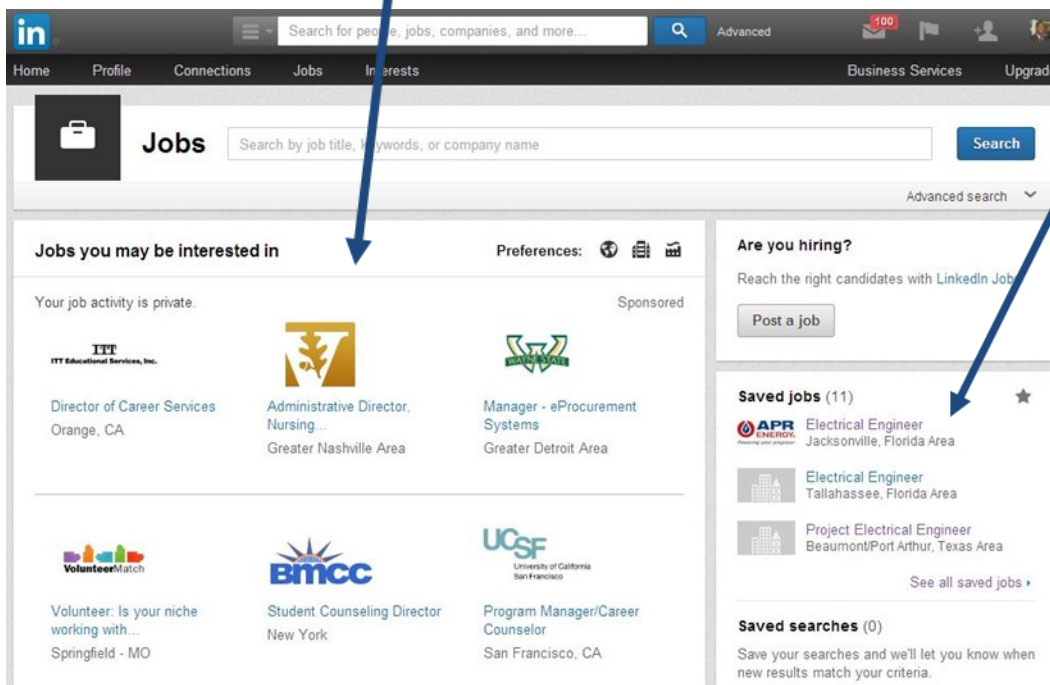 in
Search for people, jobs, companies, and more...
Advanced
100
Home Profile Connections Jobs Interests Business Services Upgrad
Jobs
Search by job title, keywords, or company name
Search
Advanced search
Jobs you may be interested in
Preferences:
Your job activity is private.
Sponsored
ITT
ITT Educational Services, Inc.
Director of Career Services
Orange, CA
V
Administrative Director,
Nursing...
Greater Nashville Area
W
WAYNE STATE
Manager - eProcurement
Systems
Greater Detroit Area
VolunteerMatch
Volunteer: Is your niche
working with...
Springfield - MO
BMCC
Student Counseling Director
New York
UCSF
University of California
San Francisco
Program Manager/Career
Counselor
San Francisco, CA
Are you hiring?
Reach the right candidates with LinkedIn Jobs
Post a job
Saved jobs (11)
APR
ENERGY
Electrical Engineer
Jacksonville, Florida Area
Electrical Engineer
Tallahassee, Florida Area
Project Electrical Engineer
Beaumont/Port Arthur, Texas Area
See all saved jobs
Saved searches (0)
Save your searches and we'll let you know when
new results match your criteria.